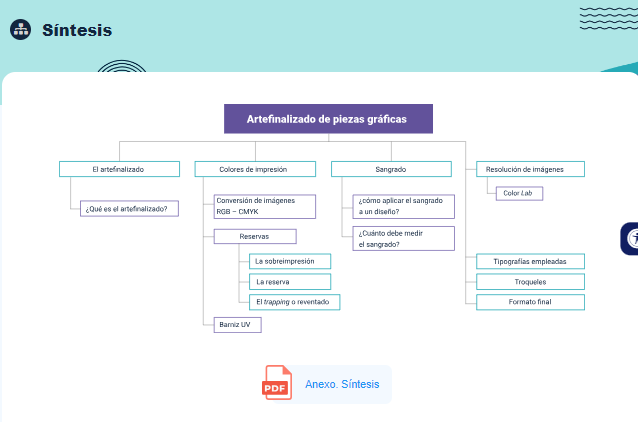 Síntesis
Artefinalizado de piezas gráficas
El artefinalizado
¿Qué es el artefinalizado?
Colores de impresión
Conversión de imágenes
RGB – CMYK
Reservas
La sobreimpresión
La reserva
El trapping o reventado
Barniz UV
Sangrado
¿cómo aplicar el sangrado
a un diseño?
¿Cuánto debe medir
el sangrado?
Resolución de imágenes
Color Lab
Tipografías empleadas
Troqueles
Formato final
PDF
Anexo. Síntesis